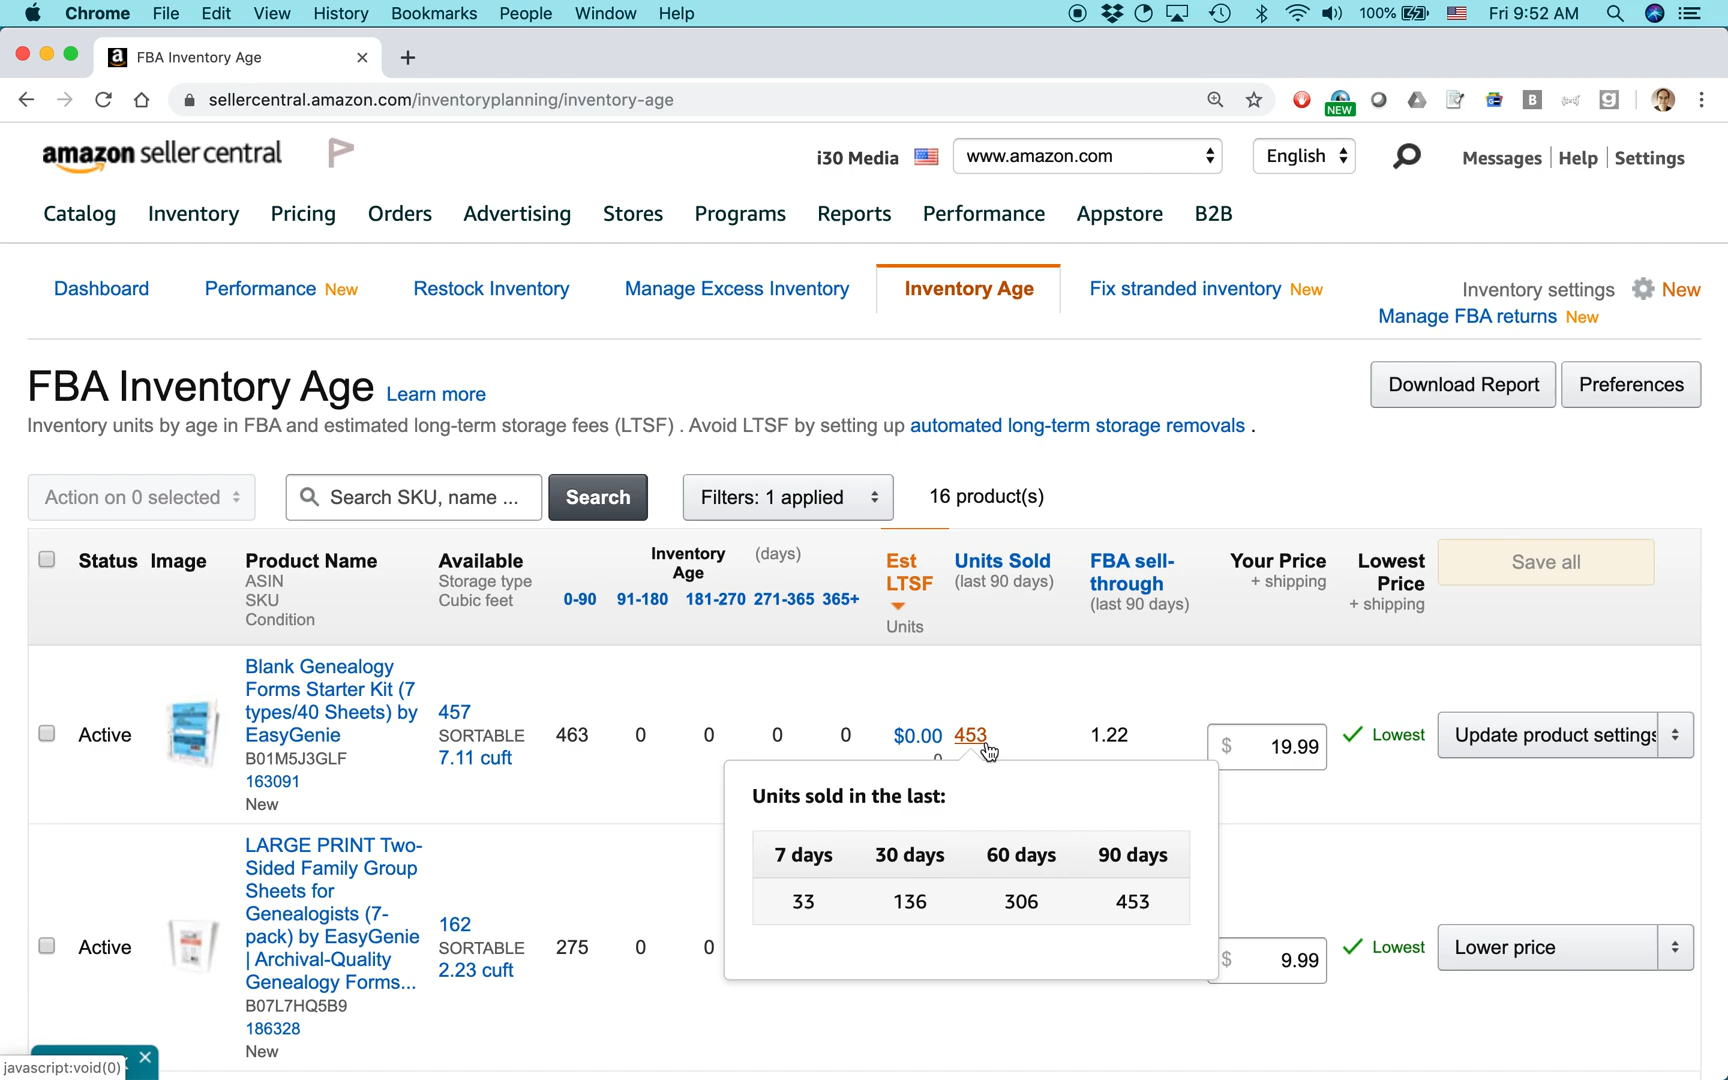 Chrome File Edit View History Bookmarks People Window Help 100% Fri 9:52 AM
FBA Inventory Age
sellercentral.amazon.com/inventoryplanning/inventory-age
NEW
B
g
amazon seller central i30 Media www.amazon.com English Messages Help Settings
Catalog Inventory Pricing Orders Advertising Stores Programs Reports Performance Appstore B2B
Dashboard Performance New Restock Inventory Manage Excess Inventory Inventory Age Fix stranded inventory New Inventory settings New
Manage FBA returns New
FBA Inventory Age Learn more Download Report Preferences
Inventory units by age in FBA and estimated long-term storage fees (LTSF) . Avoid LTSF by setting up automated long-term storage removals .
Action on 0 selected Search SKU, name ... Search Filters: 1 applied 16 product(s)
Status Image Product Name
ASIN
SKU
Condition
Available
Storage type
Cubic feet
Inventory Age (days)
0-90 91-180 181-270 271-365 365+
Est
LTSF
Units
Units Sold
(last 90 days)
FBA sell-
through
(last 90 days)
Your Price
+ shipping
Lowest
Price
+ shipping
Save all
Active
Blank Genealogy
Forms Starter Kit (7
types/40 Sheets) by
EasyGenie
B01M5J3GLF
163091
New
457
SORTABLE
7.11 cuft
463 0 0 0 0 $0.00 453 1.22 $ 19.99 Lowest Update product settings
Units sold in the last:
7 days 30 days 60 days 90 days
33 136 306 453
Active
LARGE PRINT Two-
Sided Family Group
Sheets for
Genealogists (7-
pack) by EasyGenie
| Archival-Quality
Genealogy Forms...
B07L7HQ5B9
186328
New
162
SORTABLE
2.23 cuft
275 0 0 $ 9.99 Lowest Lower price
javascript:void(0)